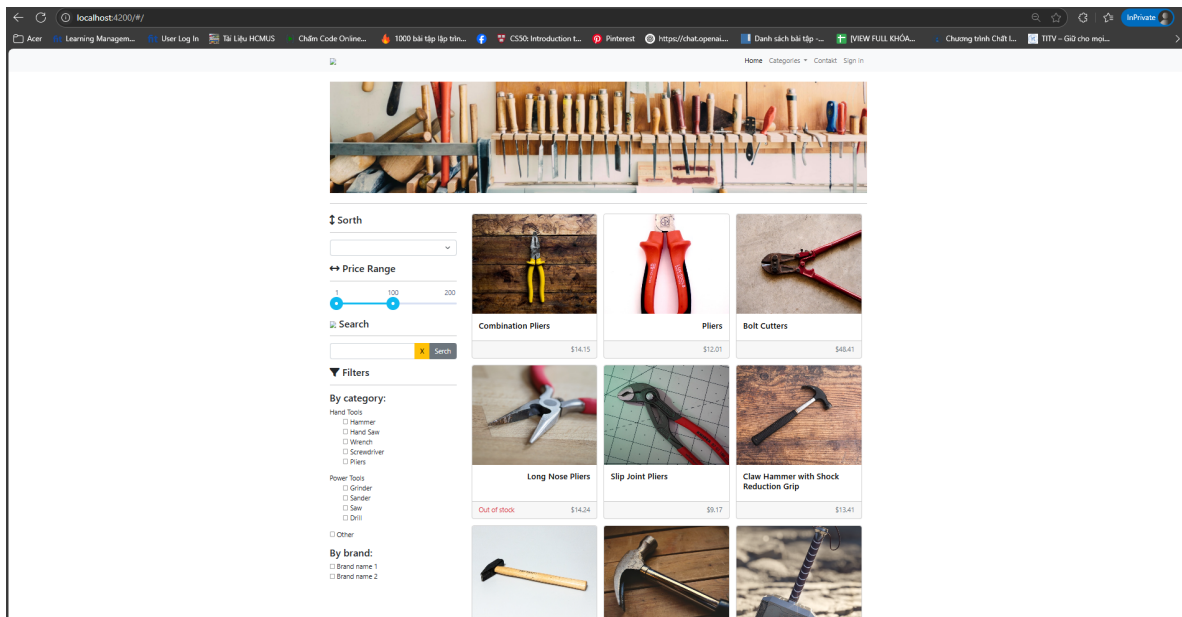 localhost:4200/#/
InPrivate
Acer Learning Managem... User Log In Tài Liệu HCMUS Chấm Code Online... 1000 bài tập lập trìn... CS50: Introduction t... Pinterest https://chat.openai.... Danh sách bài tập -... [VIEW FULL KHÓA... Chương trình Chất l... TITV – Giữ cho mọi...
Home Categories Contakt Sign in
Sorth
Price Range
1 100 200
Search
X Serch
Filters
By category:
Hand Tools
Hammer
Hand Saw
Wrench
Screwdriver
Pliers
Power Tools
Grinder
Sander
Saw
Drill
Other
By brand:
Brand name 1
Brand name 2
Combination Pliers
$14.15
Pliers
$12.01
Bolt Cutters
$48.41
Long Nose Pliers
Out of stock $14.24
Slip Joint Pliers
$9.17
Claw Hammer with Shock
Reduction Grip
$13.41